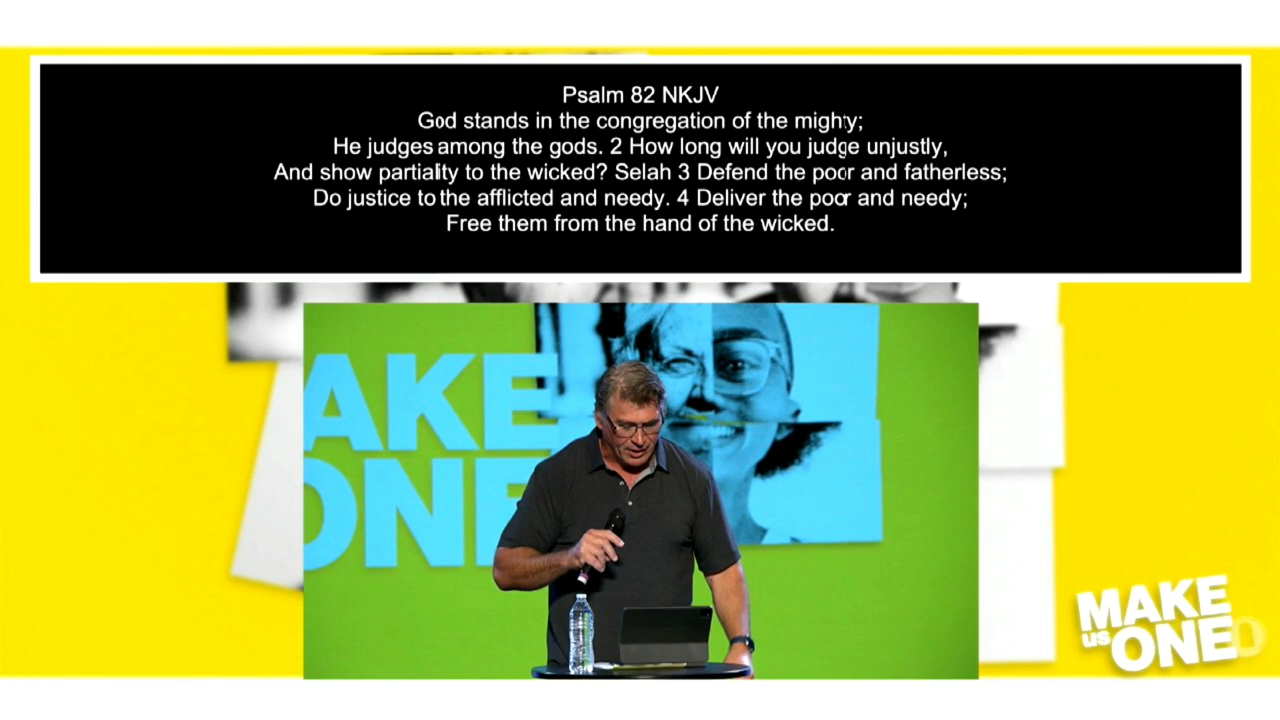 Psalm 82 NKJV
God stands in the congregation of the mighty;
He judges among the gods. 2 How long will you judge unjustly,
And show partiality to the wicked? Selah 3 Defend the poor and fatherless;
Do justice to the afflicted and needy. 4 Deliver the poor and needy;
Free them from the hand of the wicked.
AKE
ONE
MAKE
us ONE